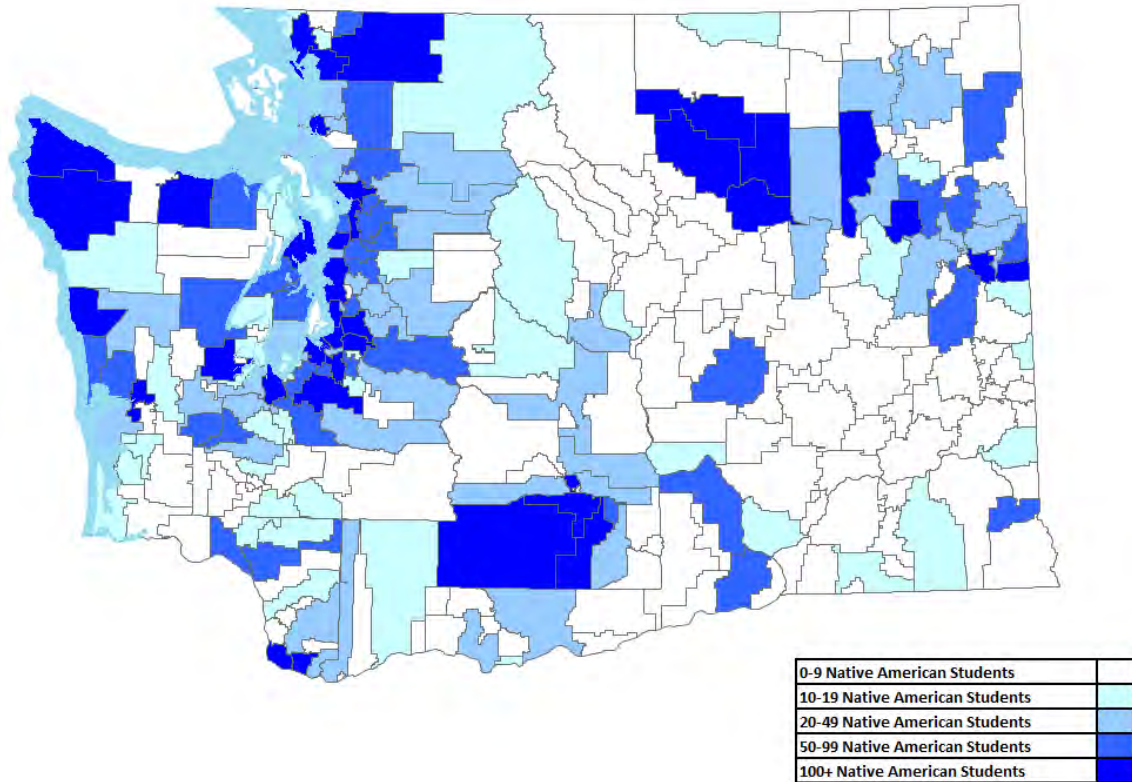 0-9 Native American Students
10-19 Native American Students
20-49 Native American Students
50-99 Native American Students
100+ Native American Students